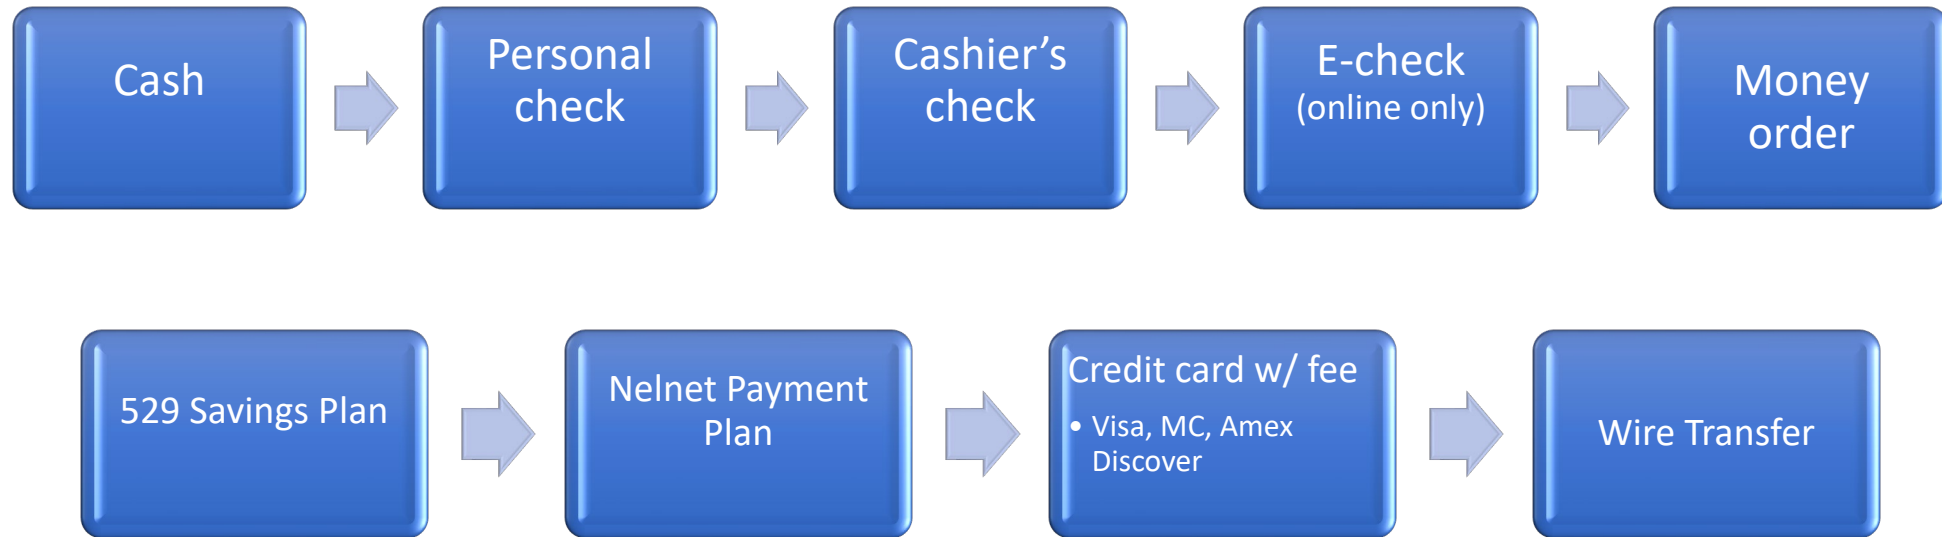 Cash
Personal
check
Cashier’s
check
E-check
(online only)
Money
order
529 Savings Plan
Nelnet Payment
Plan
Credit card w/ fee
• Visa, MC, Amex
Discover
Wire Transfer